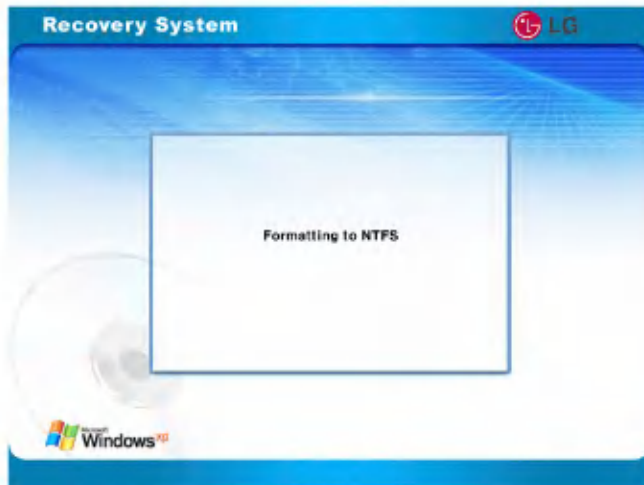 Recovery System
LG
Formatting to NTFS
Microsoft
Windows xp